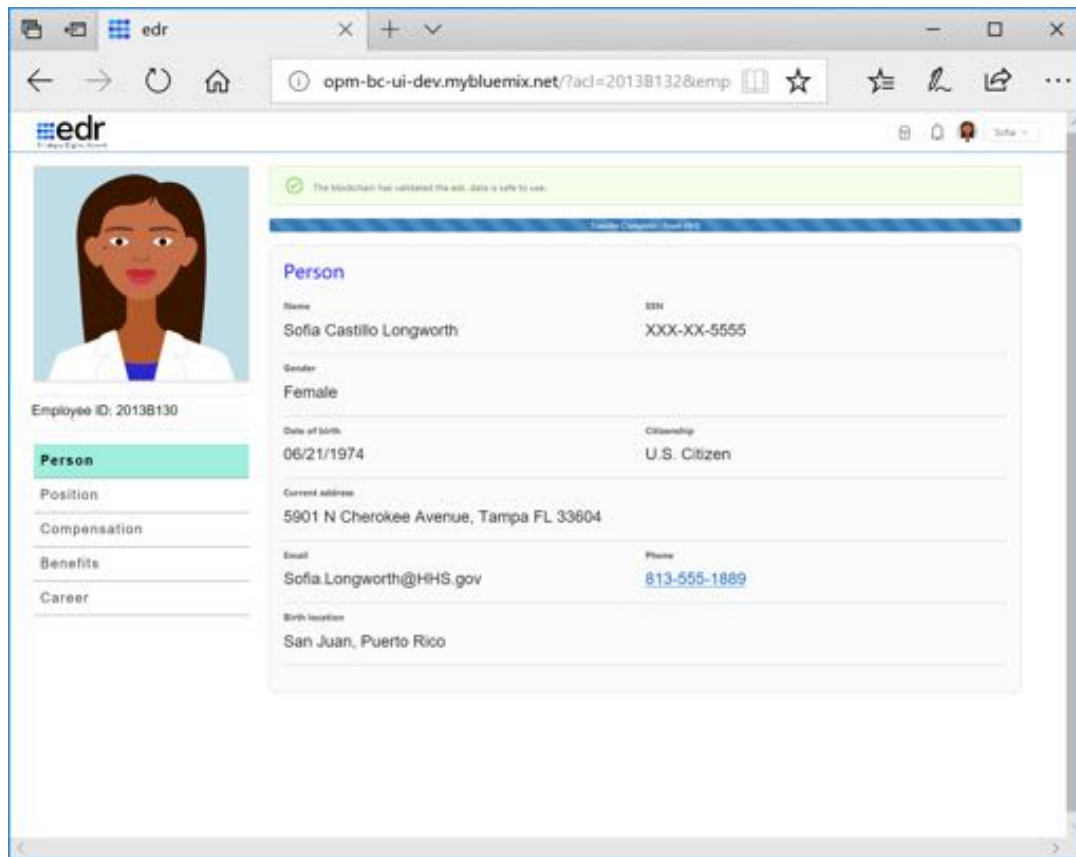 edr
opm-bc-ui-dev.mybluemix.net/?acl=2013B132&emp
edr
Sofia
The blockchain has validated the edr, data is safe to use.
Person
Name
SSN
Sofia Castillo Longworth
XXX-XX-5555
Gender
Female
Employee ID: 2013B130
Date of birth
Citizenship
06/21/1974
U.S. Citizen
Person
Position
Compensation
Benefits
Career
Current address
5901 N Cherokee Avenue, Tampa FL 33604
Email
Phone
Sofia.Longworth@HHS.gov
813-555-1889
Birth location
San Juan, Puerto Rico